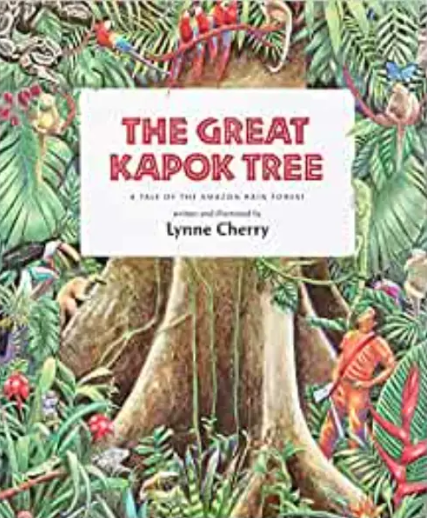 THE GREAT
KAPOK TREE
A TALE OF THE AMAZON RAIN FOREST
written and illustrated by
Lynne Cherry